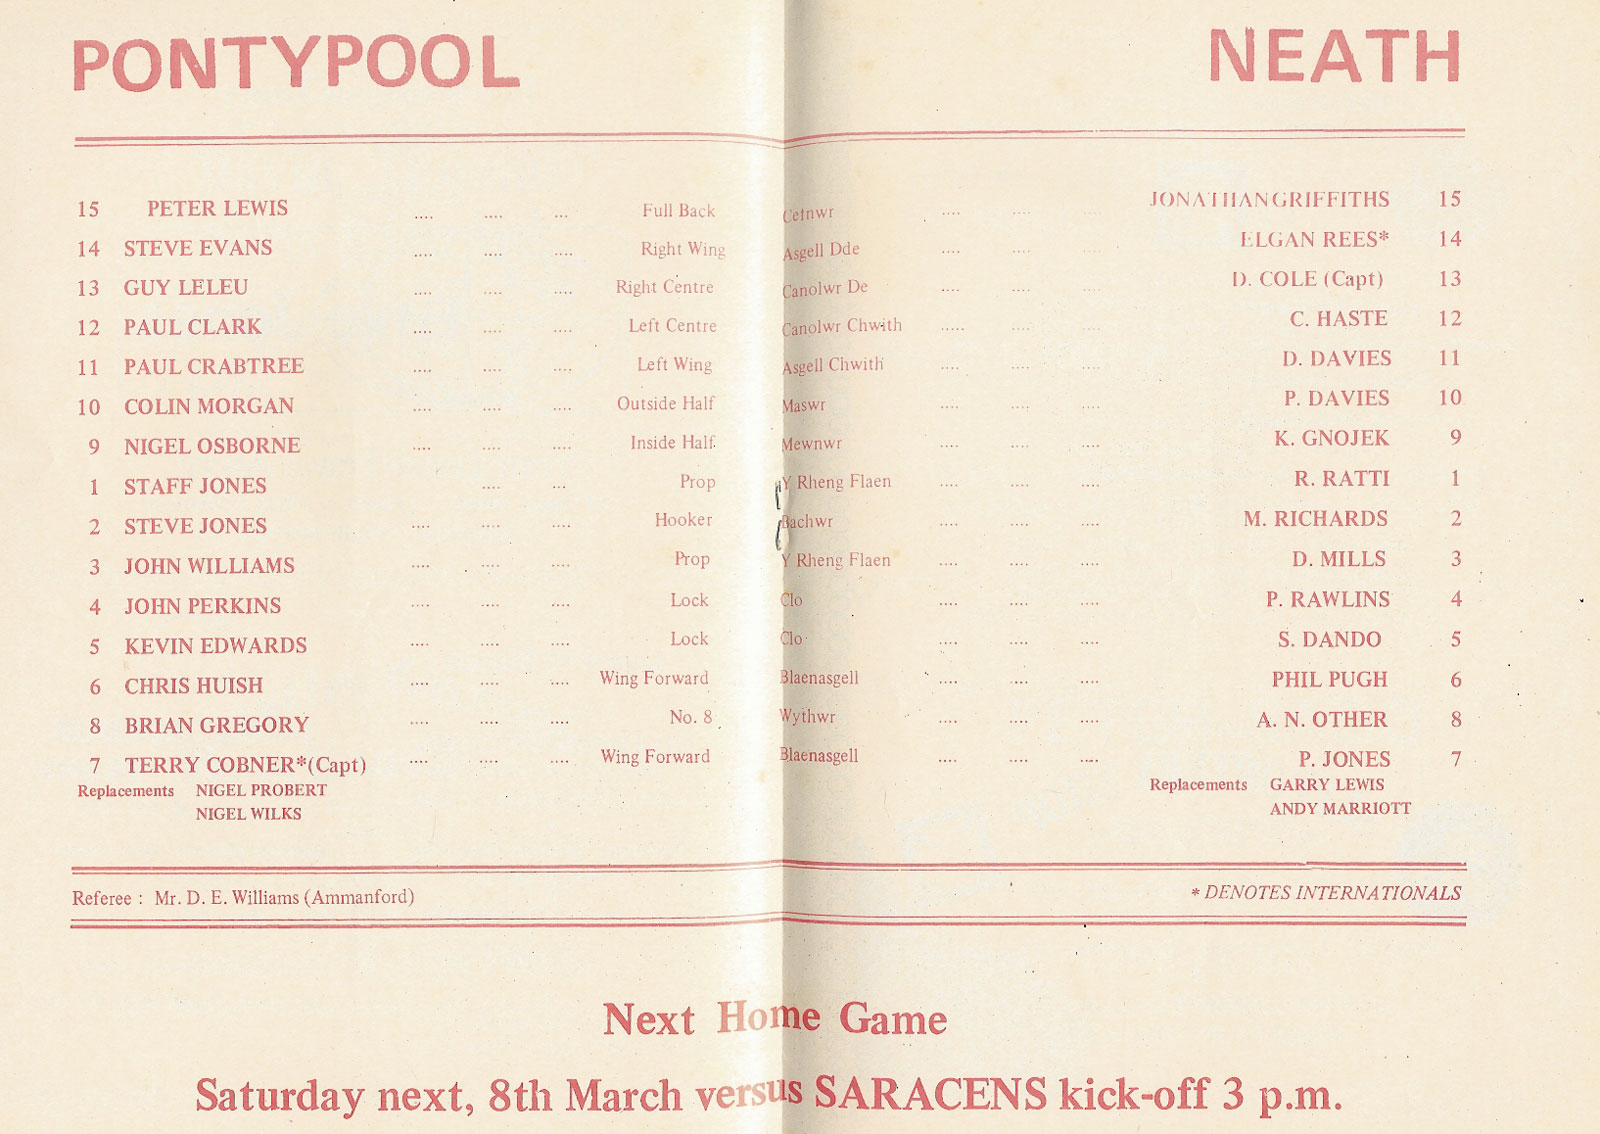 PONTYPOOL NEATH
15 PETER LEWIS .... .... ... Full Back Cefnwr .... .... .... JONATHAN GRIFFITHS 15
14 STEVE EVANS .... .... .... Right Wing Asgell Dde .... .... .... ELGAN REES* 14
13 GUY LELEU .... .... .... Right Centre Canolwr De .... .... .... D. COLE (Capt) 13
12 PAUL CLARK .... .... .... Left Centre Canolwr Chwith ..... .... .... C. HASTE 12
11 PAUL CRABTREE .... .... .... Left Wing Asgell Chwith .... .... .... D. DAVIES 11
10 COLIN MORGAN .... .... .... Outside Half Maswr .... .... .... P. DAVIES 10
9 NIGEL OSBORNE .... .... .... Inside Half Mewnwr .... .... .... K. GNOJEK 9
1 STAFF JONES .... ... Prop Y Rheng Flaen .... .... .... R. RATTI 1
2 STEVE JONES .... .... .... Hooker Bachwr .... .... .... M. RICHARDS 2
3 JOHN WILLIAMS .... .... .... Prop Y Rheng Flaen .... .... .... D. MILLS 3
4 JOHN PERKINS .... .... .... Lock Clo .... .... .... P. RAWLINS 4
5 KEVIN EDWARDS .... .... .... Lock Clo .... .... .... S. DANDO 5
6 CHRIS HUISH .... .... .... Wing Forward Blaenasgell .... .... .... PHIL PUGH 6
8 BRIAN GREGORY .... .... .... No. 8 Wythwr .... .... .... A. N. OTHER 8
7 TERRY COBNER*(Capt) .... .... .... Wing Forward Blaenasgell .... .... .... P. JONES 7
Replacements NIGEL PROBERT Replacements GARRY LEWIS
NIGEL WILKS ANDY MARRIOTT
Referee : Mr. D. E. Williams (Ammanford) * DENOTES INTERNATIONALS
Next Home Game
Saturday next, 8th March versus SARACENS kick-off 3 p.m.